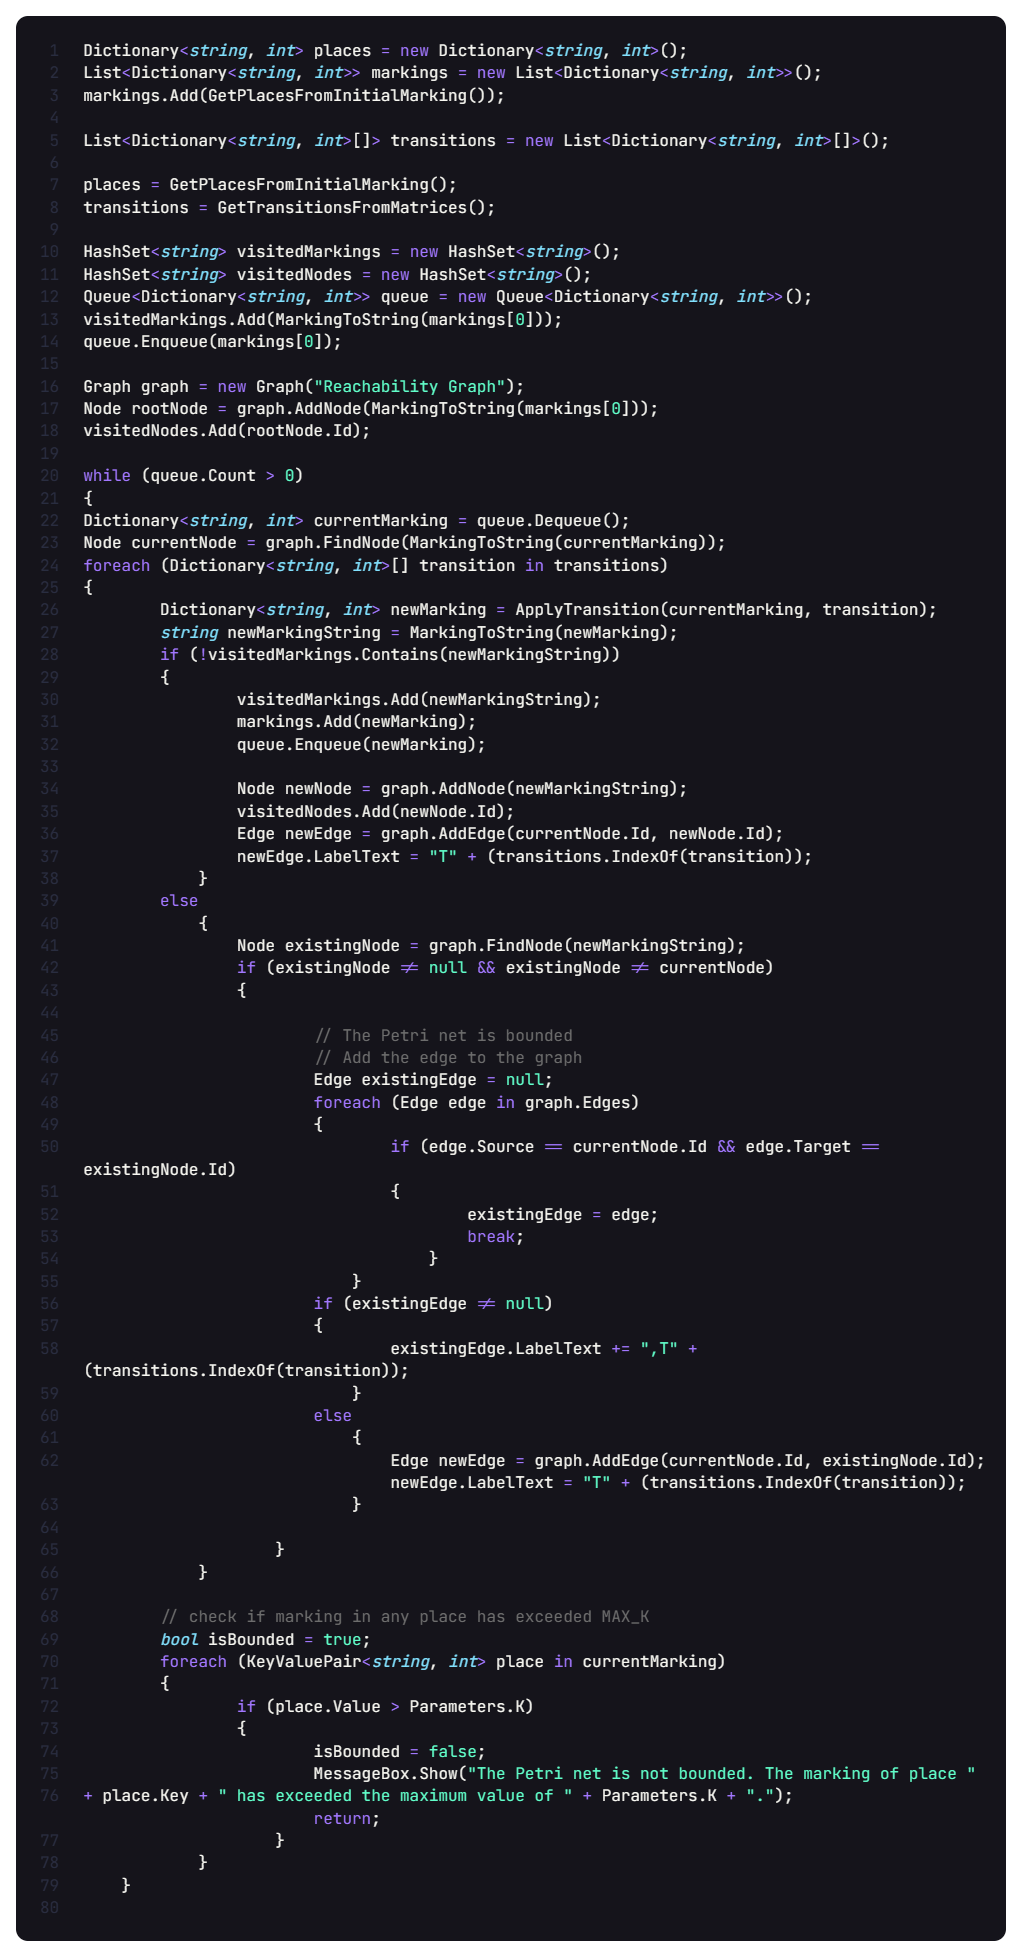 1 Dictionary<string, int> places = new Dictionary<string, int>();
2 List<Dictionary<string, int>> markings = new List<Dictionary<string, int>>();
3 markings.Add(GetPlacesFromInitialMarking());
4
5 List<Dictionary<string, int>[]> transitions = new List<Dictionary<string, int>[]>();
6
7 places = GetPlacesFromInitialMarking();
8 transitions = GetTransitionsFromMatrices();
9
10 HashSet<string> visitedMarkings = new HashSet<string>();
11 HashSet<string> visitedNodes = new HashSet<string>();
12 Queue<Dictionary<string, int>> queue = new Queue<Dictionary<string, int>>();
13 visitedMarkings.Add(MarkingToString(markings[0]));
14 queue.Enqueue(markings[0]);
15
16 Graph graph = new Graph("Reachability Graph");
17 Node rootNode = graph.AddNode(MarkingToString(markings[0]));
18 visitedNodes.Add(rootNode.Id);
19
20 while (queue.Count > 0)
21 {
22 Dictionary<string, int> currentMarking = queue.Dequeue();
23 Node currentNode = graph.FindNode(MarkingToString(currentMarking));
24 foreach (Dictionary<string, int>[] transition in transitions)
25 {
26         Dictionary<string, int> newMarking = ApplyTransition(currentMarking, transition);
27         string newMarkingString = MarkingToString(newMarking);
28         if (!visitedMarkings.Contains(newMarkingString))
29         {
30                 visitedMarkings.Add(newMarkingString);
31                 markings.Add(newMarking);
32                 queue.Enqueue(newMarking);
33
34                 Node newNode = graph.AddNode(newMarkingString);
35                 visitedNodes.Add(newNode.Id);
36                 Edge newEdge = graph.AddEdge(currentNode.Id, newNode.Id);
37                 newEdge.LabelText = "T" + (transitions.IndexOf(transition));
38             }
39         else
40             {
41                 Node existingNode = graph.FindNode(newMarkingString);
42                 if (existingNode != null && existingNode != currentNode)
43                 {
44
45                         // The Petri net is bounded
46                         // Add the edge to the graph
47                         Edge existingEdge = null;
48                         foreach (Edge edge in graph.Edges)
49                         {
50                                 if (edge.Source == currentNode.Id && edge.Target ==
existingNode.Id)
51                                 {
52                                         existingEdge = edge;
53                                         break;
54                                     }
55                             }
56                         if (existingEdge != null)
57                         {
58                                 existingEdge.LabelText += ",T" +
(transitions.IndexOf(transition));
59                             }
60                         else
61                             {
62                                 Edge newEdge = graph.AddEdge(currentNode.Id, existingNode.Id);
                                newEdge.LabelText = "T" + (transitions.IndexOf(transition));
63                             }
64
65                     }
66             }
67
68         // check if marking in any place has exceeded MAX_K
69         bool isBounded = true;
70         foreach (KeyValuePair<string, int> place in currentMarking)
71         {
72                 if (place.Value > Parameters.K)
73                 {
74                         isBounded = false;
75                         MessageBox.Show("The Petri net is not bounded. The marking of place "
76 + place.Key + " has exceeded the maximum value of " + Parameters.K + ".");
                        return;
77                     }
78             }
79     }
80